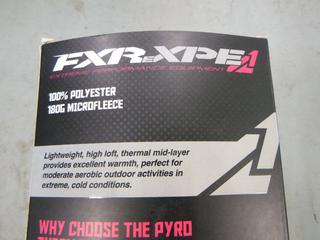 FXR XPE
EXTREME PERFORMANCE EQUIPMENT
100% POLYESTER
180G MICROFLEECE
Lightweight, high loft, thermal mid-layer
provides excellent warmth, perfect for
moderate aerobic outdoor activities in
extreme, cold conditions.
WHY CHOOSE THE PYRO